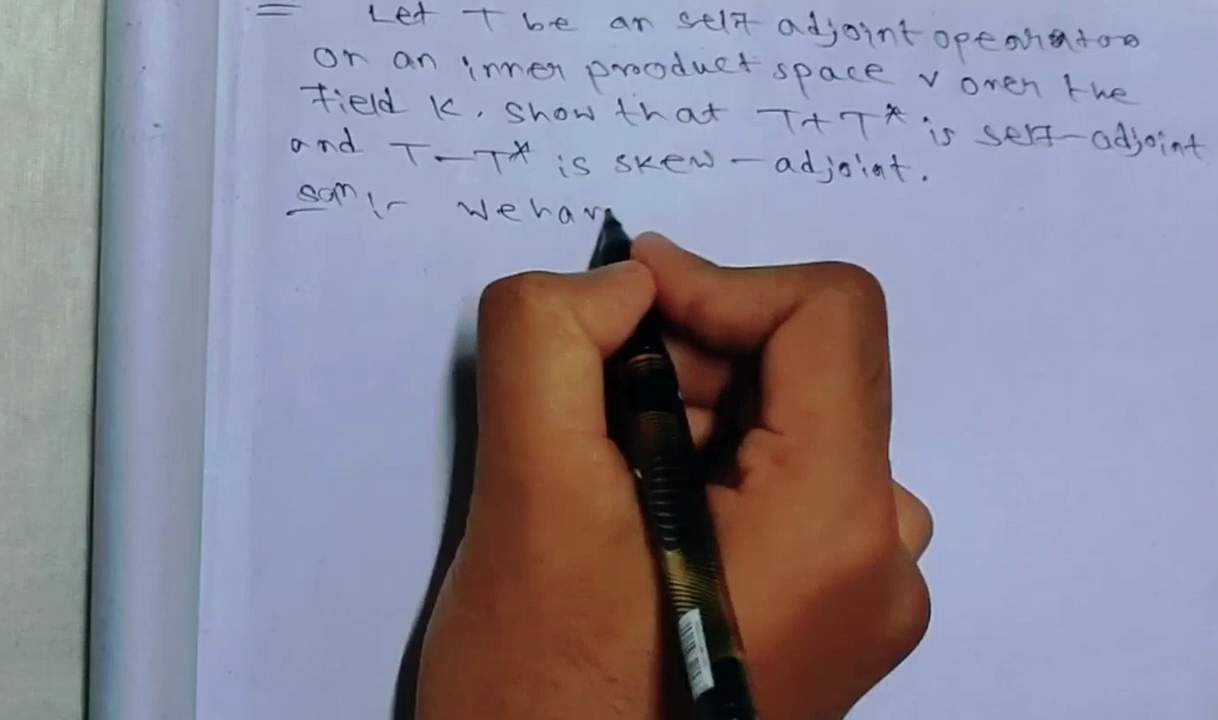 = Let T be an self adjoint operator
on an inner product space v over the
field K. show that T+T* is self-adjoint
and T-T* is skew-adjoint.
Soln:- We hav